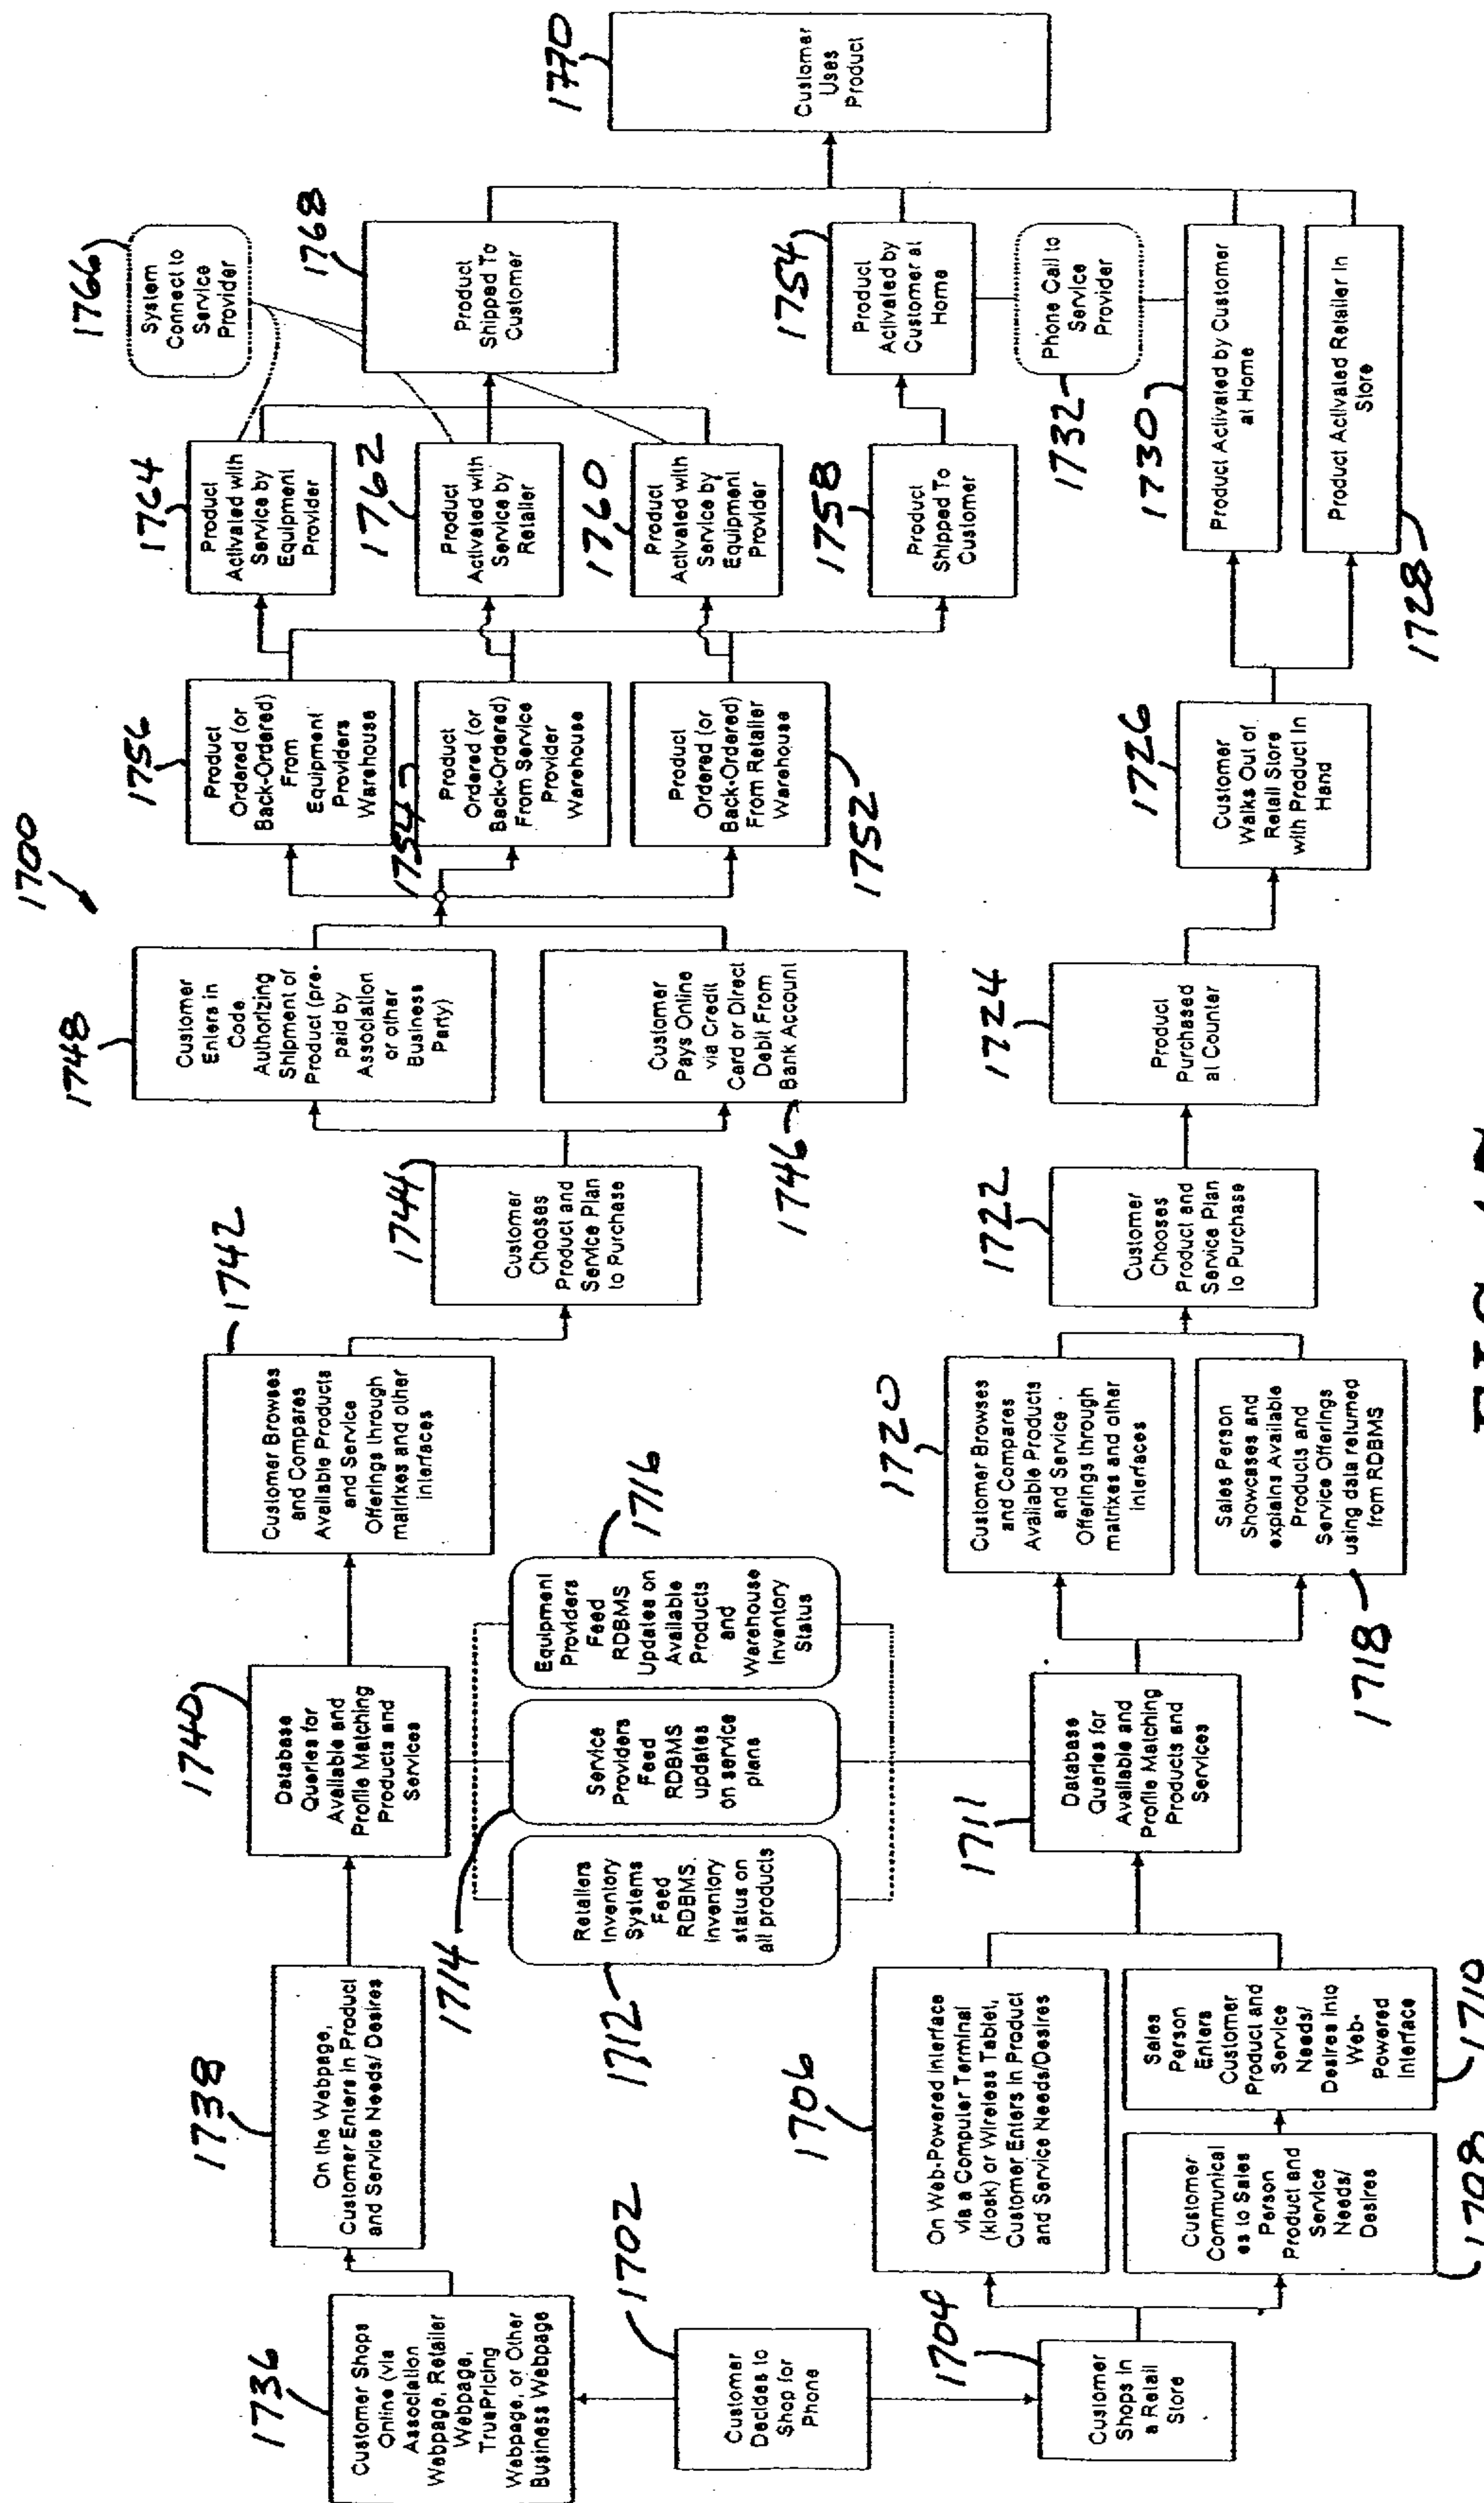 1700
1736
Customer Shops
Online (via
Association
Webpage, Retailer
Webpage,
TruePricing
Webpage, or Other
Business Webpage
1738
On the Webpage,
Customer Enters in Product
and Service Needs/ Desires
1740
Database
Queries for
Available and
Profile Matching
Products and
Services
1742
Customer Browses
and Compares
Available Products
and Service
Offerings through
matrixes and other
interfaces
1744
Customer
Chooses
Product and
Service Plan
to Purchase
1748
Customer
Enters in
Code
Authorizing
Shipment of
Product (pre-
paid by
Association
or other
Business
Party)
1746
Customer
Pays Online
via Credit
Card or Direct
Debit From
Bank Account
1756
Product
Ordered (or
Back-Ordered)
From
Equipment
Providers
Warehouse
1754
Product
Ordered (or
Back-Ordered)
From Service
Provider
Warehouse
1752
Product
Ordered (or
Back-Ordered)
From Retailer
Warehouse
1764
Product
Activated with
Service by
Equipment
Provider
1762
Product
Activated with
Service by
Retailer
1760
Product
Activated with
Service by
Equipment
Provider
1758
Product
Shipped To
Customer
1766
System
Connect to
Service
Provider
1768
Product
Shipped To
Customer
1754
Product
Activated by
Customer at
Home
1732
Phone Call to
Service
Provider
1770
Customer
Uses
Product
1702
Customer
Decides to
Shop for
Phone
1712
Retailers
Inventory
Systems
Feed
RDBMS.
Inventory
status on
all products
1714
Service
Providers
Feed
RDBMS
updates
on service
plans
1716
Equipment
Providers
Feed
RDBMS
Updates on
Available
Products
and
Warehouse
Inventory
Status
1704
Customer
Shops in
a Retail
Store
1706
On Web-Powered Interface
via a Computer Terminal
(kiosk) or Wireless Tablet,
Customer Enters in Product
and Service Needs/Desires
Customer
Communicat
es to Sales
Person
Product and
Service
Needs/
Desires
Sales
Person
Enters
Customer
Product and
Service
Needs/
Desires into
Web-
Powered
Interface
1711
Database
Queries for
Available and
Profile Matching
Products and
Services
1720
Customer Browses
and Compares
Available Products
and Service
Offerings through
matrixes and other
interfaces
1718
Sales Person
Showcases and
explains Available
Products and
Service Offerings
using data returned
from RDBMS
1722
Customer
Chooses
Product and
Service Plan
to Purchase
1724
Product
Purchased
at Counter
1726
Customer
Walks Out of
Retail Store
with Product In
Hand
1730
Product Activated by Customer
at Home
1728
Product Activated Retailer In
Store